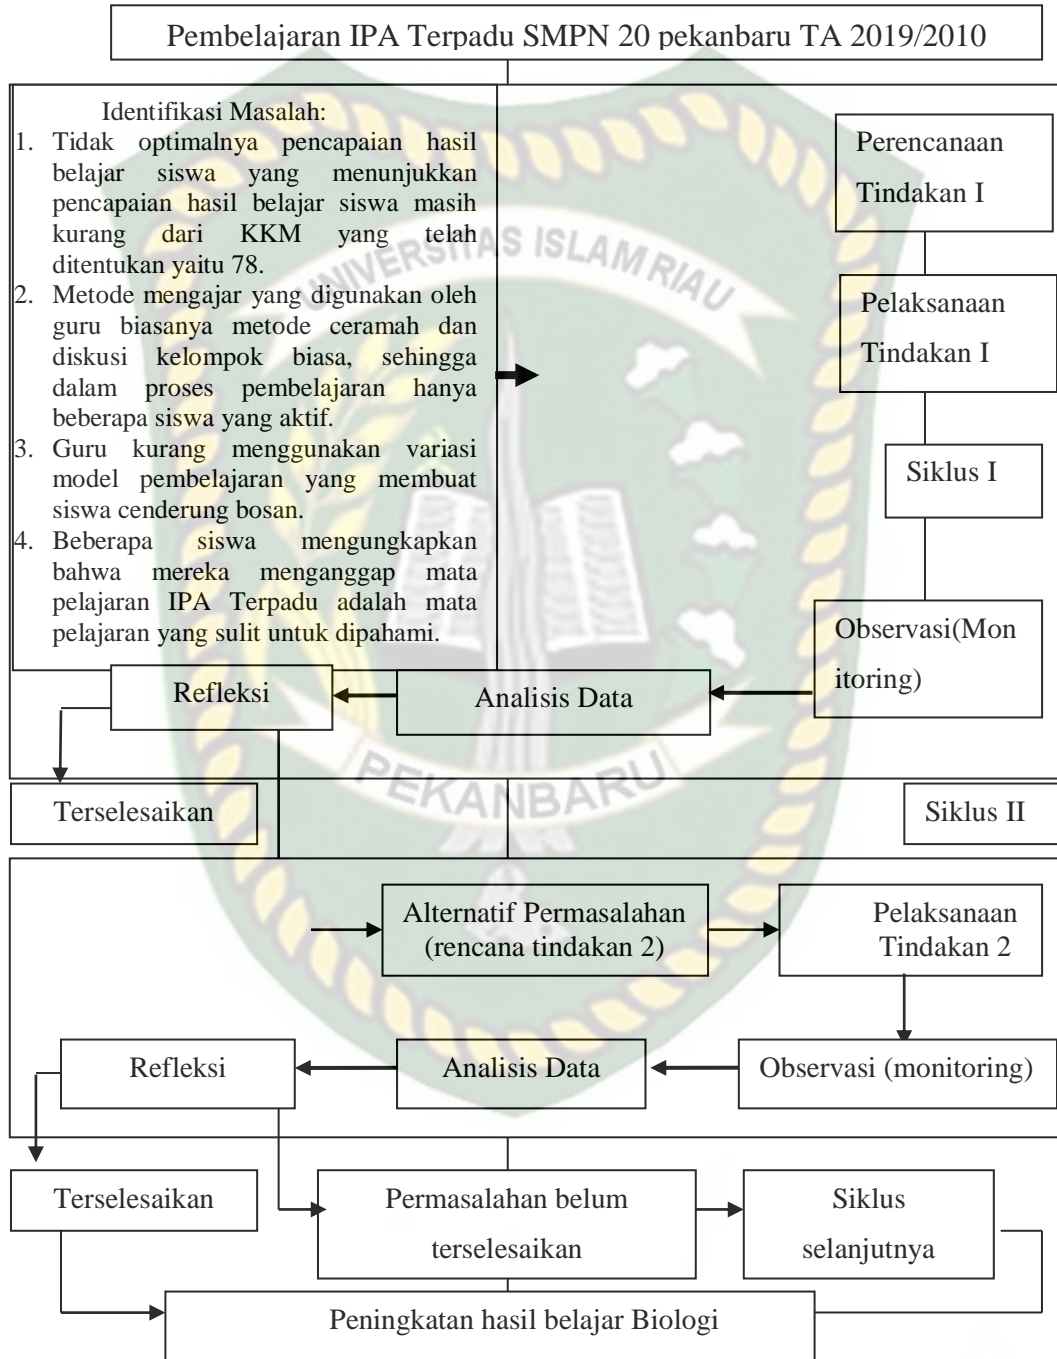 Pembelajaran IPA Terpadu SMPN 20 pekanbaru TA 2019/2010
Identifikasi Masalah:
1. Tidak optimalnya pencapaian hasil
belajar siswa yang menunjukkan
pencapaian hasil belajar siswa masih
kurang dari KKM yang telah
ditentukan yaitu 78.
2. Metode mengajar yang digunakan oleh
guru biasanya metode ceramah dan
diskusi kelompok biasa, sehingga
dalam proses pembelajaran hanya
beberapa siswa yang aktif.
3. Guru kurang menggunakan variasi
model pembelajaran yang membuat
siswa cenderung bosan.
4. Beberapa siswa mengungkapkan
bahwa mereka menganggap mata
pelajaran IPA Terpadu adalah mata
pelajaran yang sulit untuk dipahami.
Perencanaan
Tindakan I
Pelaksanaan
Tindakan I
Siklus I
Observasi(Mon
itoring)
Analisis Data
Refleksi
UNIVERSITAS ISLAM RIAU
PEKANBARU
Terselesaikan
Siklus II
Alternatif Permasalahan
(rencana tindakan 2)
Pelaksanaan
Tindakan 2
Observasi (monitoring)
Analisis Data
Refleksi
Terselesaikan
Permasalahan belum
terselesaikan
Siklus
selanjutnya
Peningkatan hasil belajar Biologi